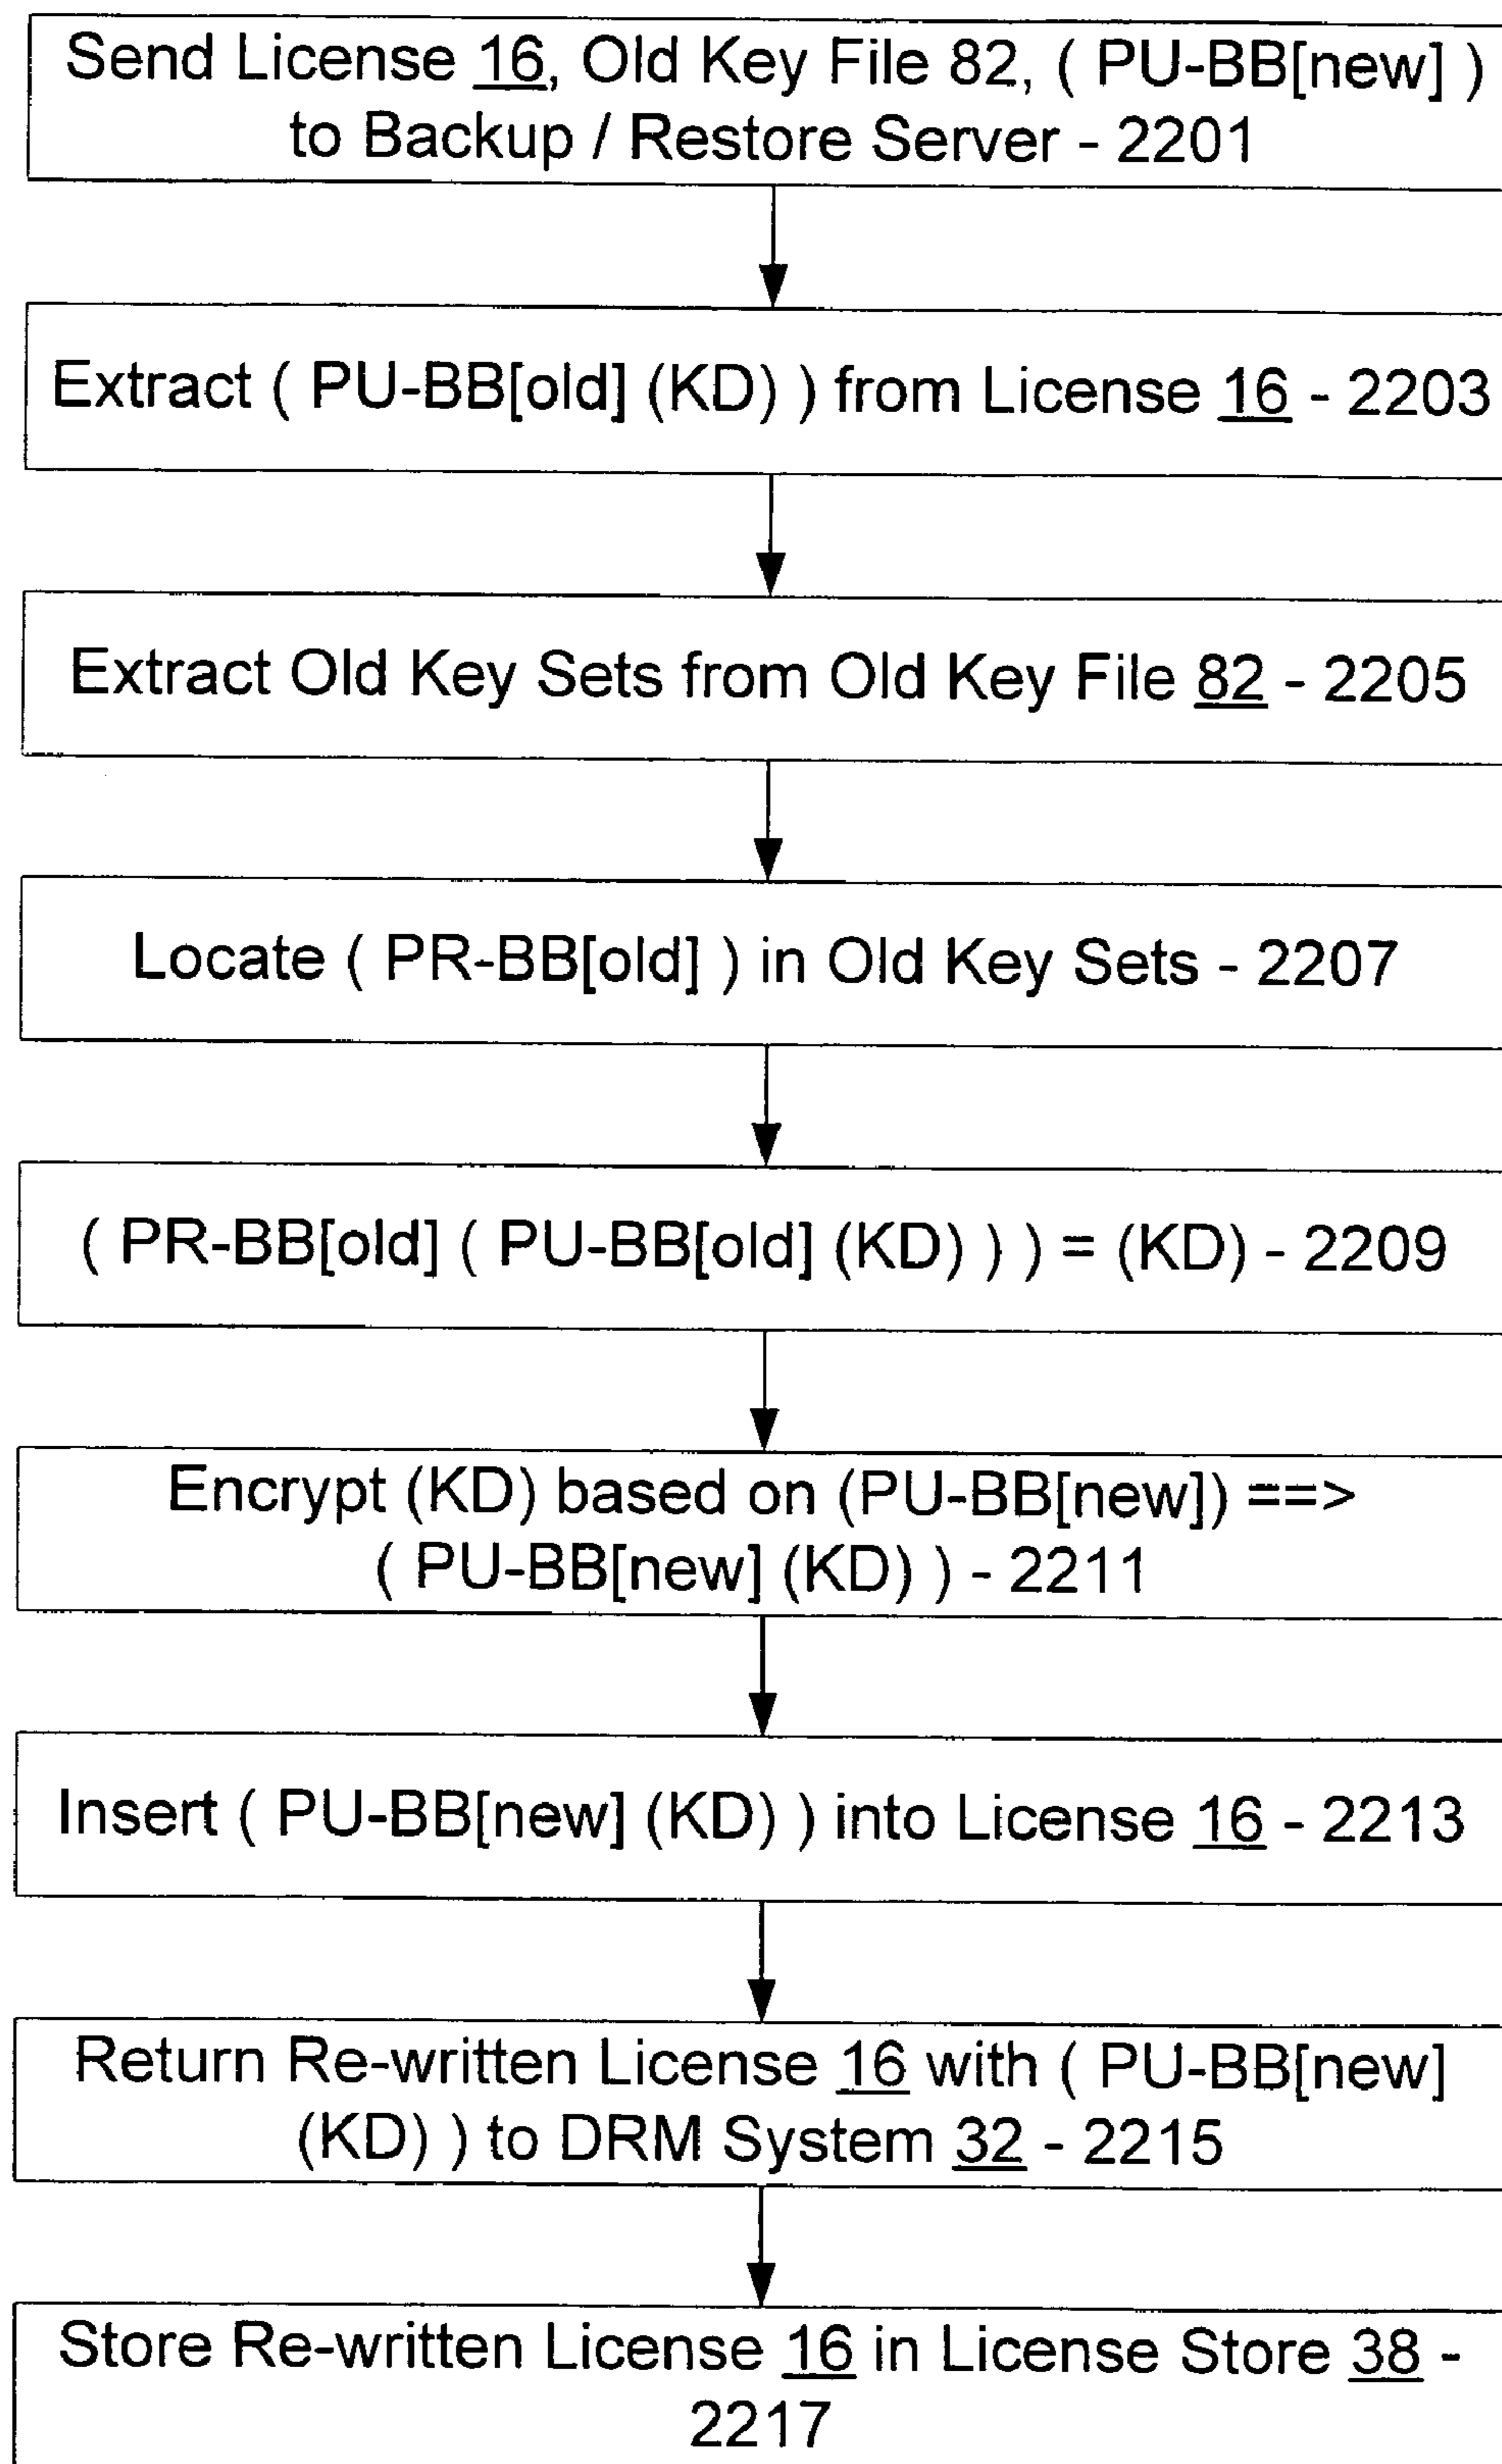 Send License 16, Old Key File 82, ( PU-BB[new] )
to Backup / Restore Server - 2201
Extract ( PU-BB[old] (KD) ) from License 16 - 2203
Extract Old Key Sets from Old Key File 82 - 2205
Locate ( PR-BB[old] ) in Old Key Sets - 2207
( PR-BB[old] ( PU-BB[old] (KD) ) ) = (KD) - 2209
Encrypt (KD) based on (PU-BB[new]) ==>
( PU-BB[new] (KD) ) - 2211
Insert ( PU-BB[new] (KD) ) into License 16 - 2213
Return Re-written License 16 with ( PU-BB[new]
(KD) ) to DRM System 32 - 2215
Store Re-written License 16 in License Store 38 -
2217